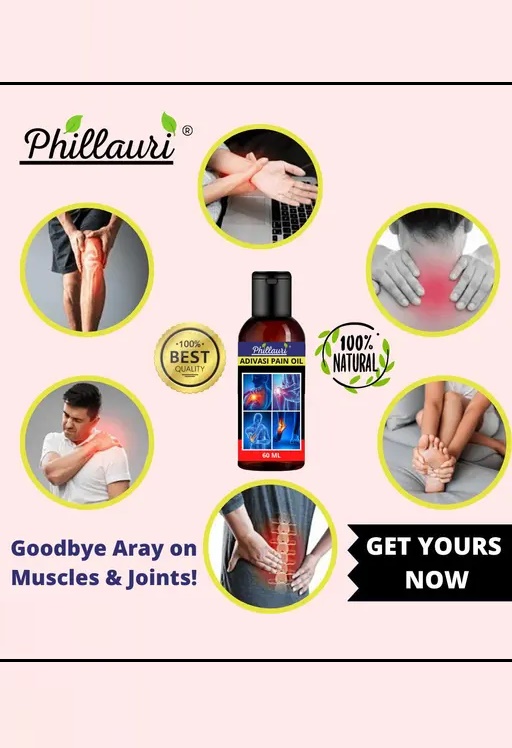 Phillauri®
·100%·
BEST
QUALITY
Phillauri
ADIVASI PAIN OIL
60 ML
100%
NATURAL
Goodbye Aray on
Muscles & Joints!
GET YOURS
NOW